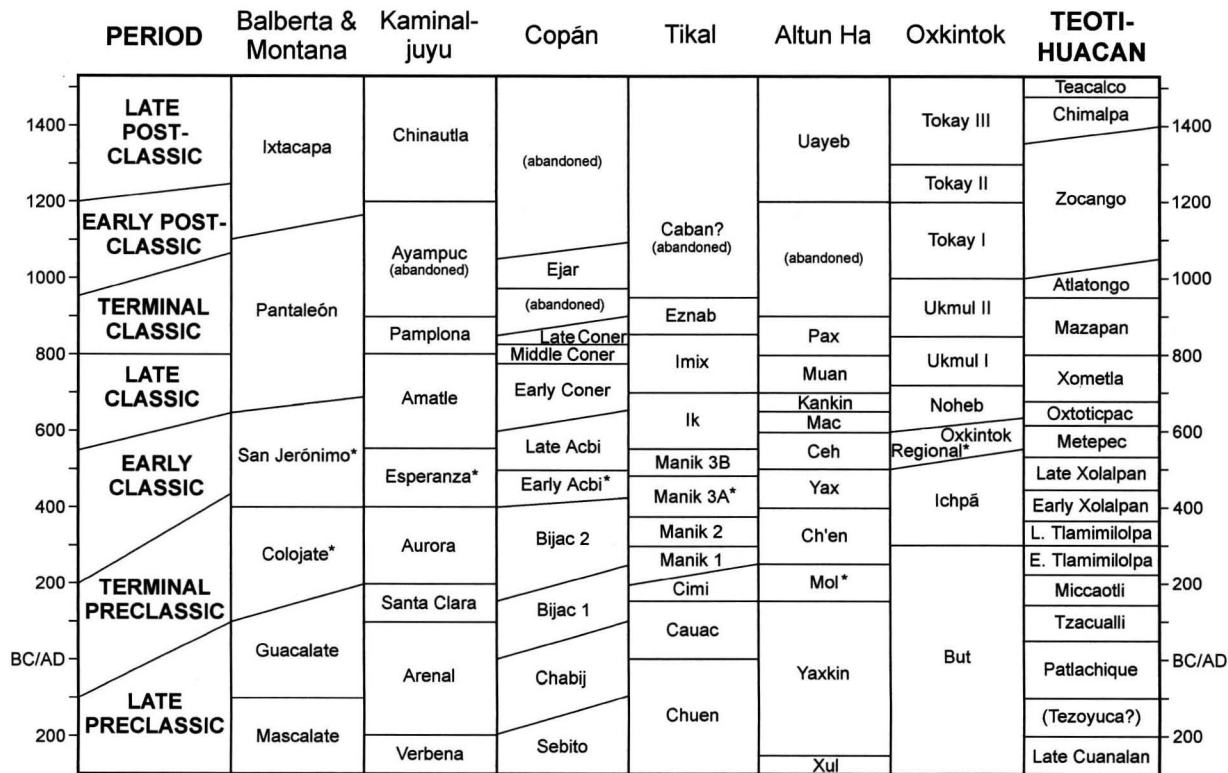 PERIOD
Balberta &
Montana
Kaminal-
juyu
Copán
Tikal
Altun Ha
Oxkintok
TEOTI-
HUACAN
1400
1200
1000
800
600
400
200
BC/AD
200
LATE
POST-
CLASSIC
EARLY POST-
CLASSIC
TERMINAL
CLASSIC
LATE
CLASSIC
EARLY
CLASSIC
TERMINAL
PRECLASSIC
LATE
PRECLASSIC
Ixtacapa
Pantaleón
San Jerónimo*
Colojate*
Guacalate
Mascalate
Chinautla
Ayampuc
(abandoned)
Pamplona
Amatle
Esperanza*
Aurora
Santa Clara
Arenal
Verbena
(abandoned)
Ejar
(abandoned)
Late Coner
Middle Coner
Early Coner
Late Acbi
Early Acbi*
Bijac 2
Bijac 1
Chabij
Sebito
Caban?
(abandoned)
Eznab
Imix
Ik
Manik 3B
Manik 3A*
Manik 2
Manik 1
Cimi
Cauac
Chuen
Uayeb
(abandoned)
Pax
Muan
Kankin
Mac
Ceh
Yax
Ch'en
Mol*
Yaxkin
Xul
Tokay III
Tokay II
Tokay I
Ukmul II
Ukmul I
Noheb
Oxkintok
Regional*
Ichpá
But
Teacalco
Chimalpa
Zocango
Atlatongo
Mazapan
Xometla
Oxtoticpac
Metepec
Late Xolalpan
Early Xolalpan
L. Tlamimilolpa
E. Tlamimilolpa
Miccaotli
Tzacualli
Patlachique
(Tezoyuca?)
Late Cuanalan
1400
1200
1000
800
600
400
200
BC/AD
200